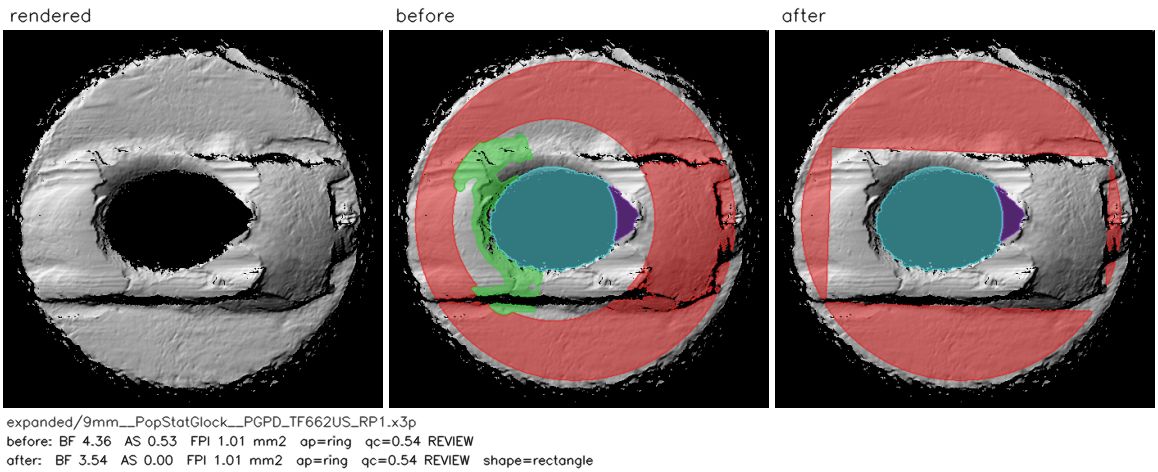 rendered
before
after
expanded/9mm__PopStatGlock__PGPD_TF662US_RP1.x3p
before: BF 4.36 AS 0.53 FPI 1.01 mm2 ap=ring qc=0.54 REVIEW
after: BF 3.54 AS 0.00 FPI 1.01 mm2 ap=ring qc=0.54 REVIEW shape=rectangle